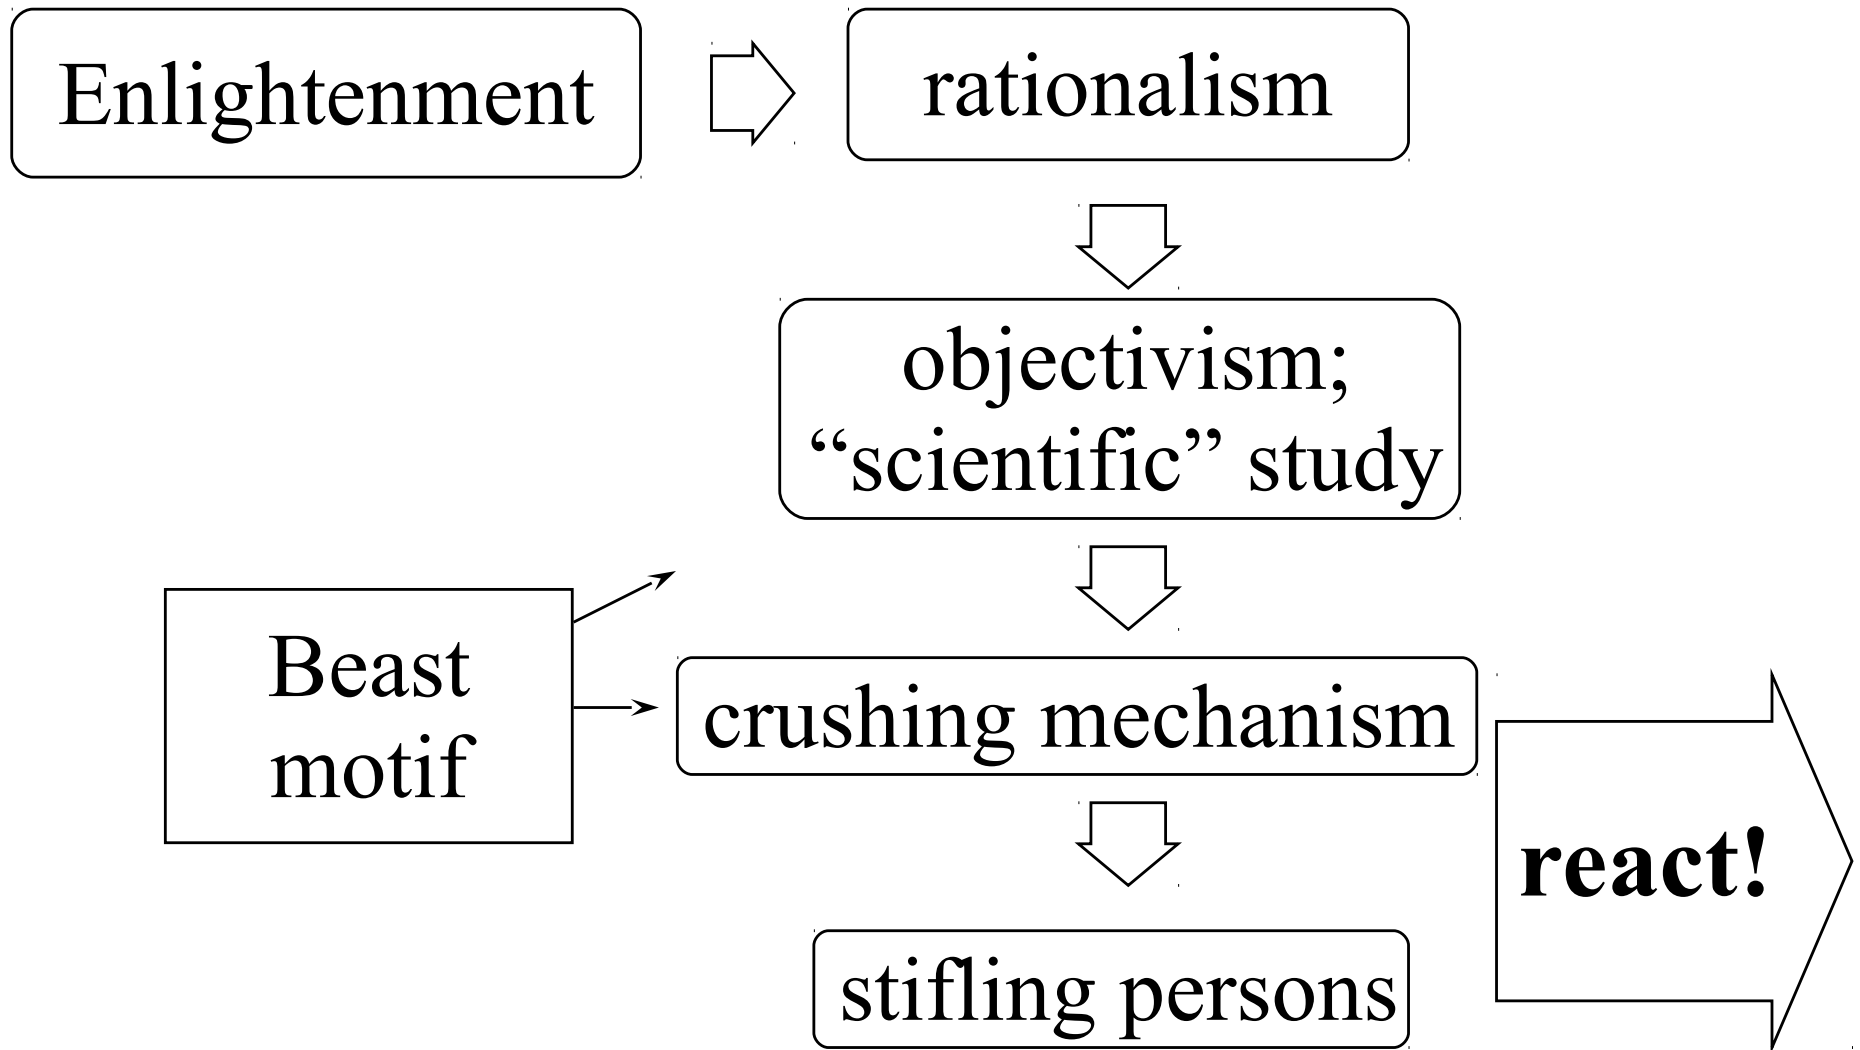 Enlightenment
rationalism
objectivism;
“scientific” study
Beast
motif
crushing mechanism
react!
stifling persons